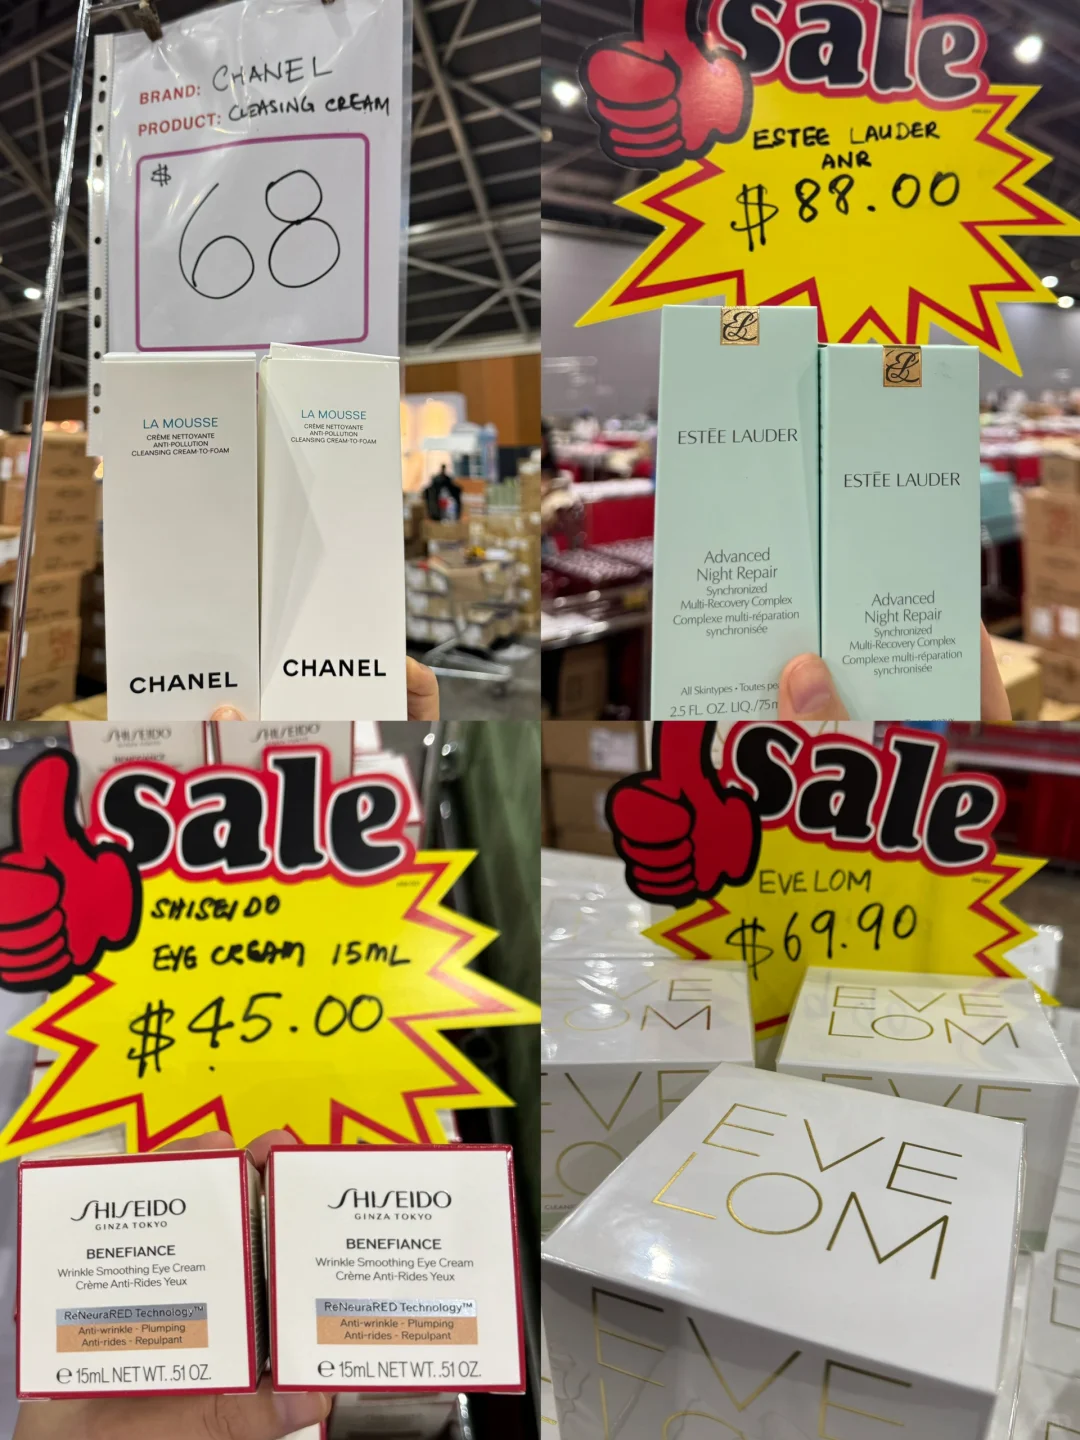 BRAND: CHANEL
PRODUCT: CLEASING CREAM
$
68
LA MOUSSE
CRÈME NETTOYANTE
ANTI-POLLUTION
CLEANSING CREAM-TO-FOAM
CHANEL
LA MOUSSE
CRÈME NETTOYANTE
ANTI-POLLUTION
CLEANSING CREAM-TO-FOAM
CHANEL
sale
ESTEE LAUDER
ANR
$88.00
ESTĒE LAUDER
Advanced
Night Repair
Synchronized
Multi-Recovery Complex
Complexe multi-réparation
synchronisée
All Skintypes • Toutes
2.5 FL. OZ. LIQ./75
ESTĒE LAUDER
Advanced
Night Repair
Synchronized
Multi-Recovery Complex
Complexe multi-réparation
synchronisée
SHISEIDO
SHISEIDO
sale
SHISEIDO
EYE CREAM 15ML
$45.00
SHISEIDO
GINZA TOKYO
BENEFIANCE
Wrinkle Smoothing Eye Cream
Crème Anti-Rides Yeux
ReNeuraRED Technology™
Anti-wrinkle - Plumping
Anti-rides - Repulpant
e 15mL NET WT. .51 OZ.
SHISEIDO
GINZA TOKYO
BENEFIANCE
Wrinkle Smoothing Eye Cream
Crème Anti-Rides Yeux
ReNeuraRED Technology™
Anti-wrinkle - Plumping
Anti-rides - Repulpant
e 15mL NET WT. .51 OZ.
sale
EVE LOM
$69.90
EVE
LOM
EVE
LOM
EVE
LOM
EVE